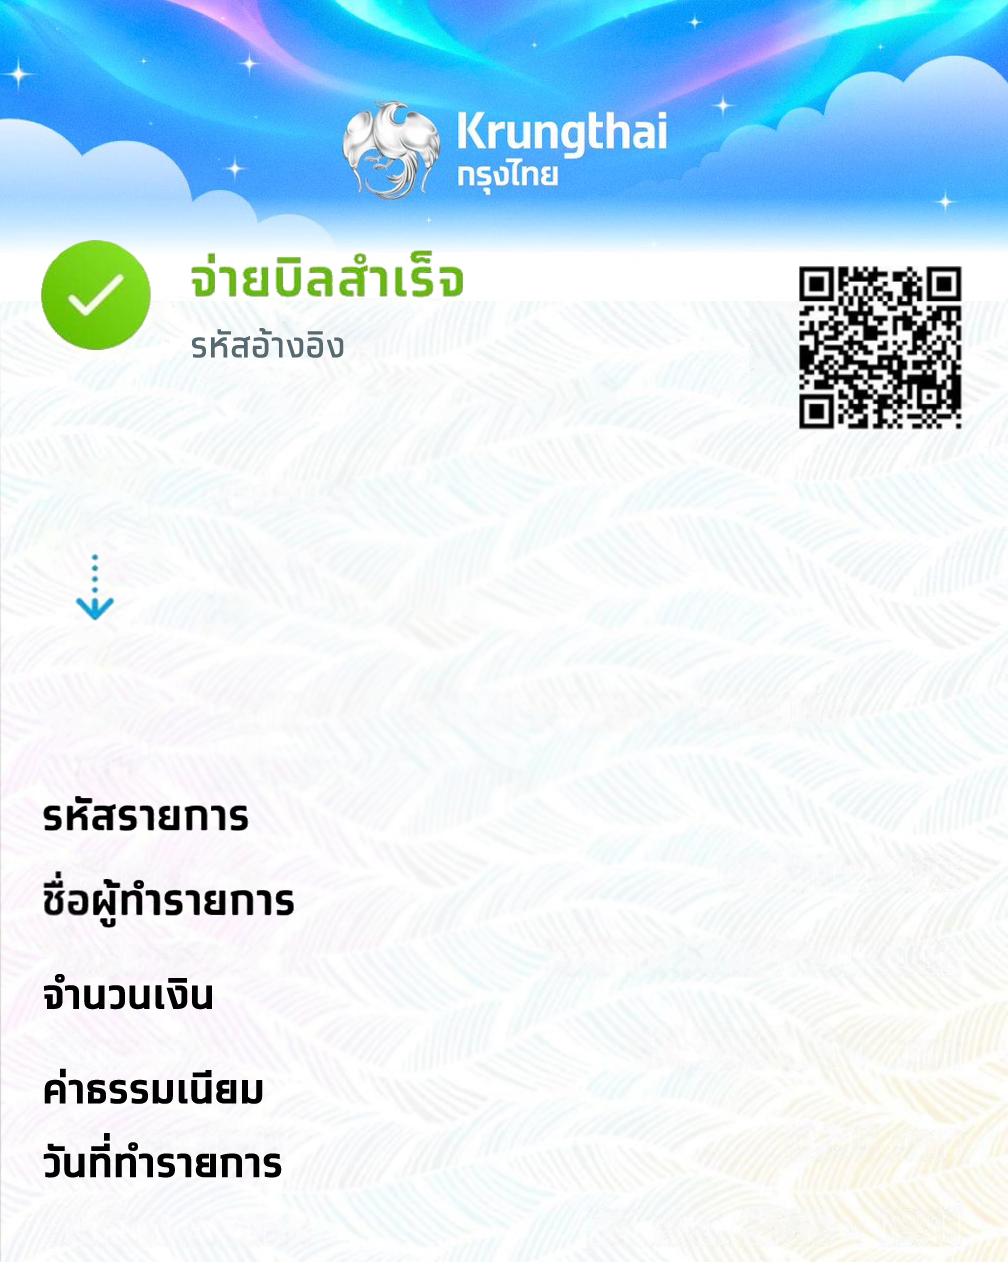 Krungthai
กรุงไทย
จ่ายบิลสำเร็จ
รหัสอ้างอิง
รหัสรายการ
ชื่อผู้ทำรายการ
จำนวนเงิน
ค่าธรรมเนียม
วันที่ทำรายการ